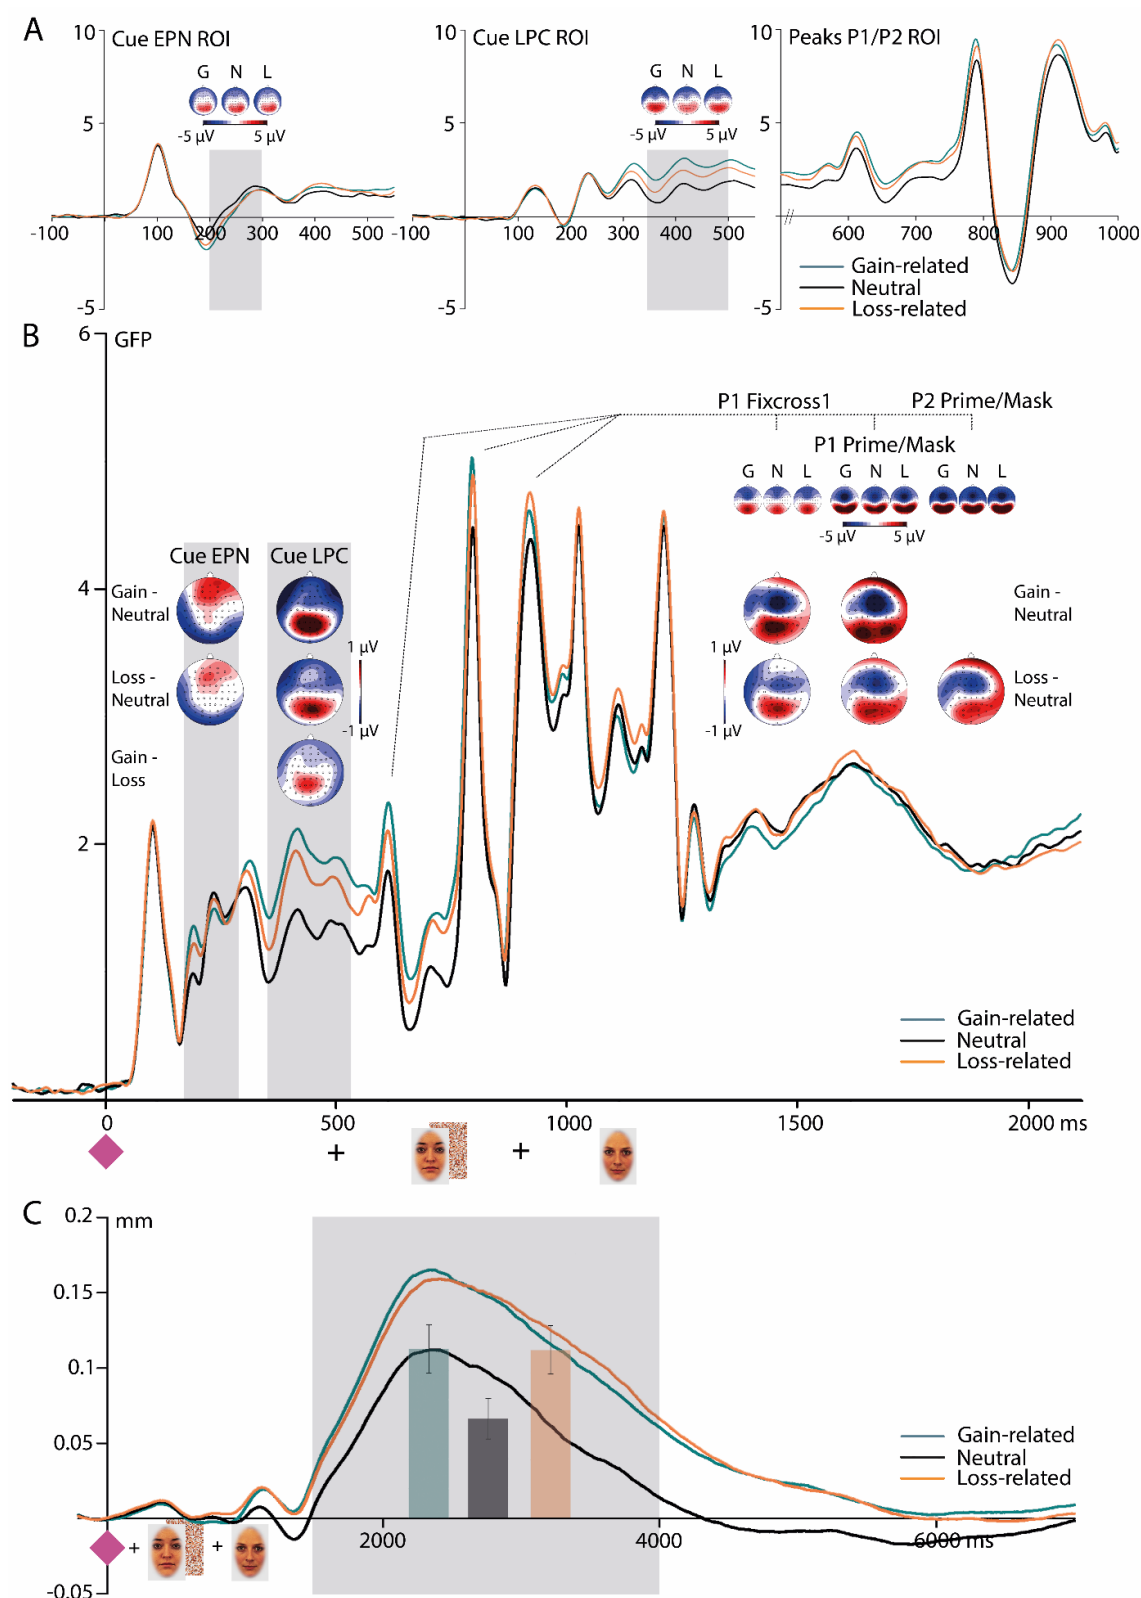 A
Cue EPN ROI
G N L
-5 µV 5 µV
10
5
-5
-100 100 200 300 400 500
Cue LPC ROI
G N L
-5 µV 5 µV
10
5
-5
-100 100 200 300 400 500
Peaks P1/P2 ROI
10
5
-5
600 700 800 900 1000
Gain-related
Neutral
Loss-related
B
GFP
6
4
2
P1 Fixcross1
P2 Prime/Mask
P1 Prime/Mask
G N L G N L G N L
-5 µV 5 µV
Cue EPN Cue LPC
Gain -
Neutral
Loss -
Neutral
Gain -
Loss
1 µV
-1 µV
1 µV
-1 µV
Gain -
Neutral
Loss -
Neutral
Gain-related
Neutral
Loss-related
0 500 1000 1500 2000 ms
+ +
C
mm
0.2
0.15
0.1
0.05
-0.05
Gain-related
Neutral
Loss-related
2000 4000 6000 ms
+ +